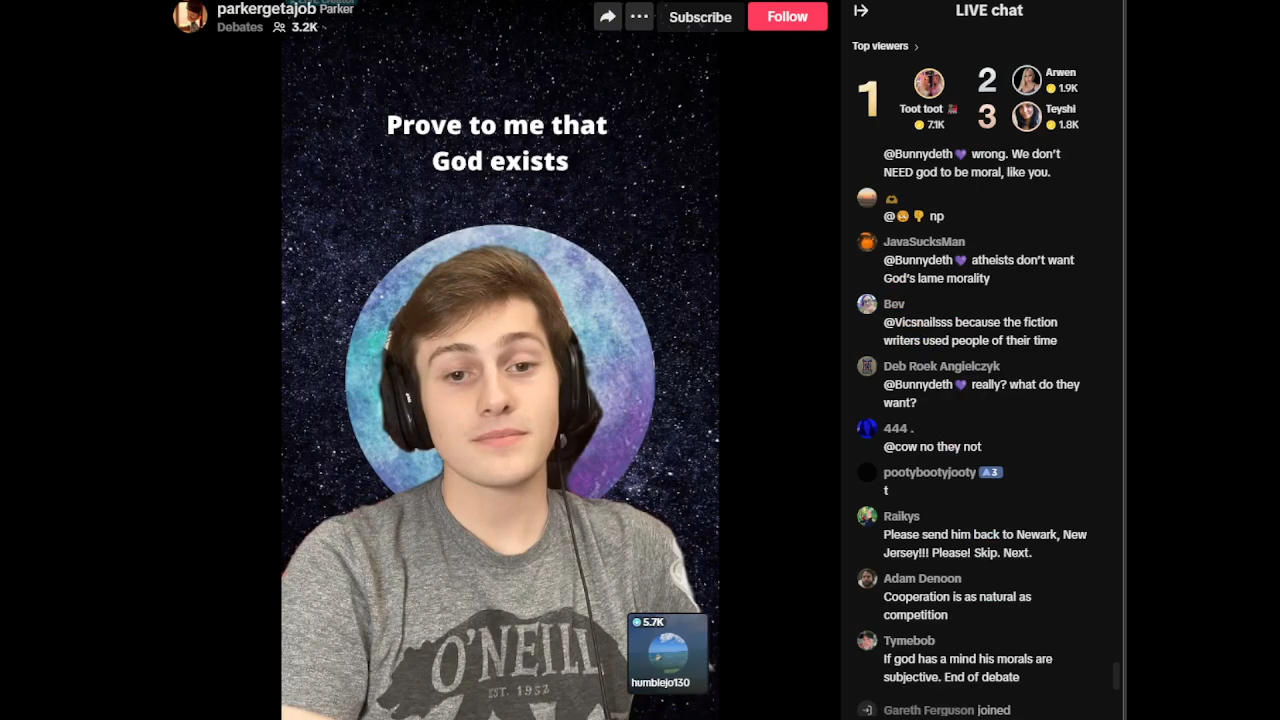 parkergetajob Parker
Debates 3.2K
Subscribe
Follow
LIVE chat
Top viewers
1
Toot toot
7.1K
2
Arwen
1.9K
3
Teyshi
1.8K
Prove to me that
God exists
@Bunnydeth💜 wrong. We don't
NEED god to be moral, like you.
@ np
JavaSucksMan
@Bunnydeth💜 atheists don't want
God's lame morality
Bev
@Vicsnailsss because the fiction
writers used people of their time
Deb Roek Angielczyk
@Bunnydeth💜 really? what do they
want?
444 .
@cow no they not
pootybootyjooty 3
t
Raikys
Please send him back to Newark, New
Jersey!!! Please! Skip. Next.
Adam Denoon
Cooperation is as natural as
competition
Tymebob
If god has a mind his morals are
subjective. End of debate
Gareth Ferguson joined
O'NEILL
EST. 1952
5.7K
humblejo130